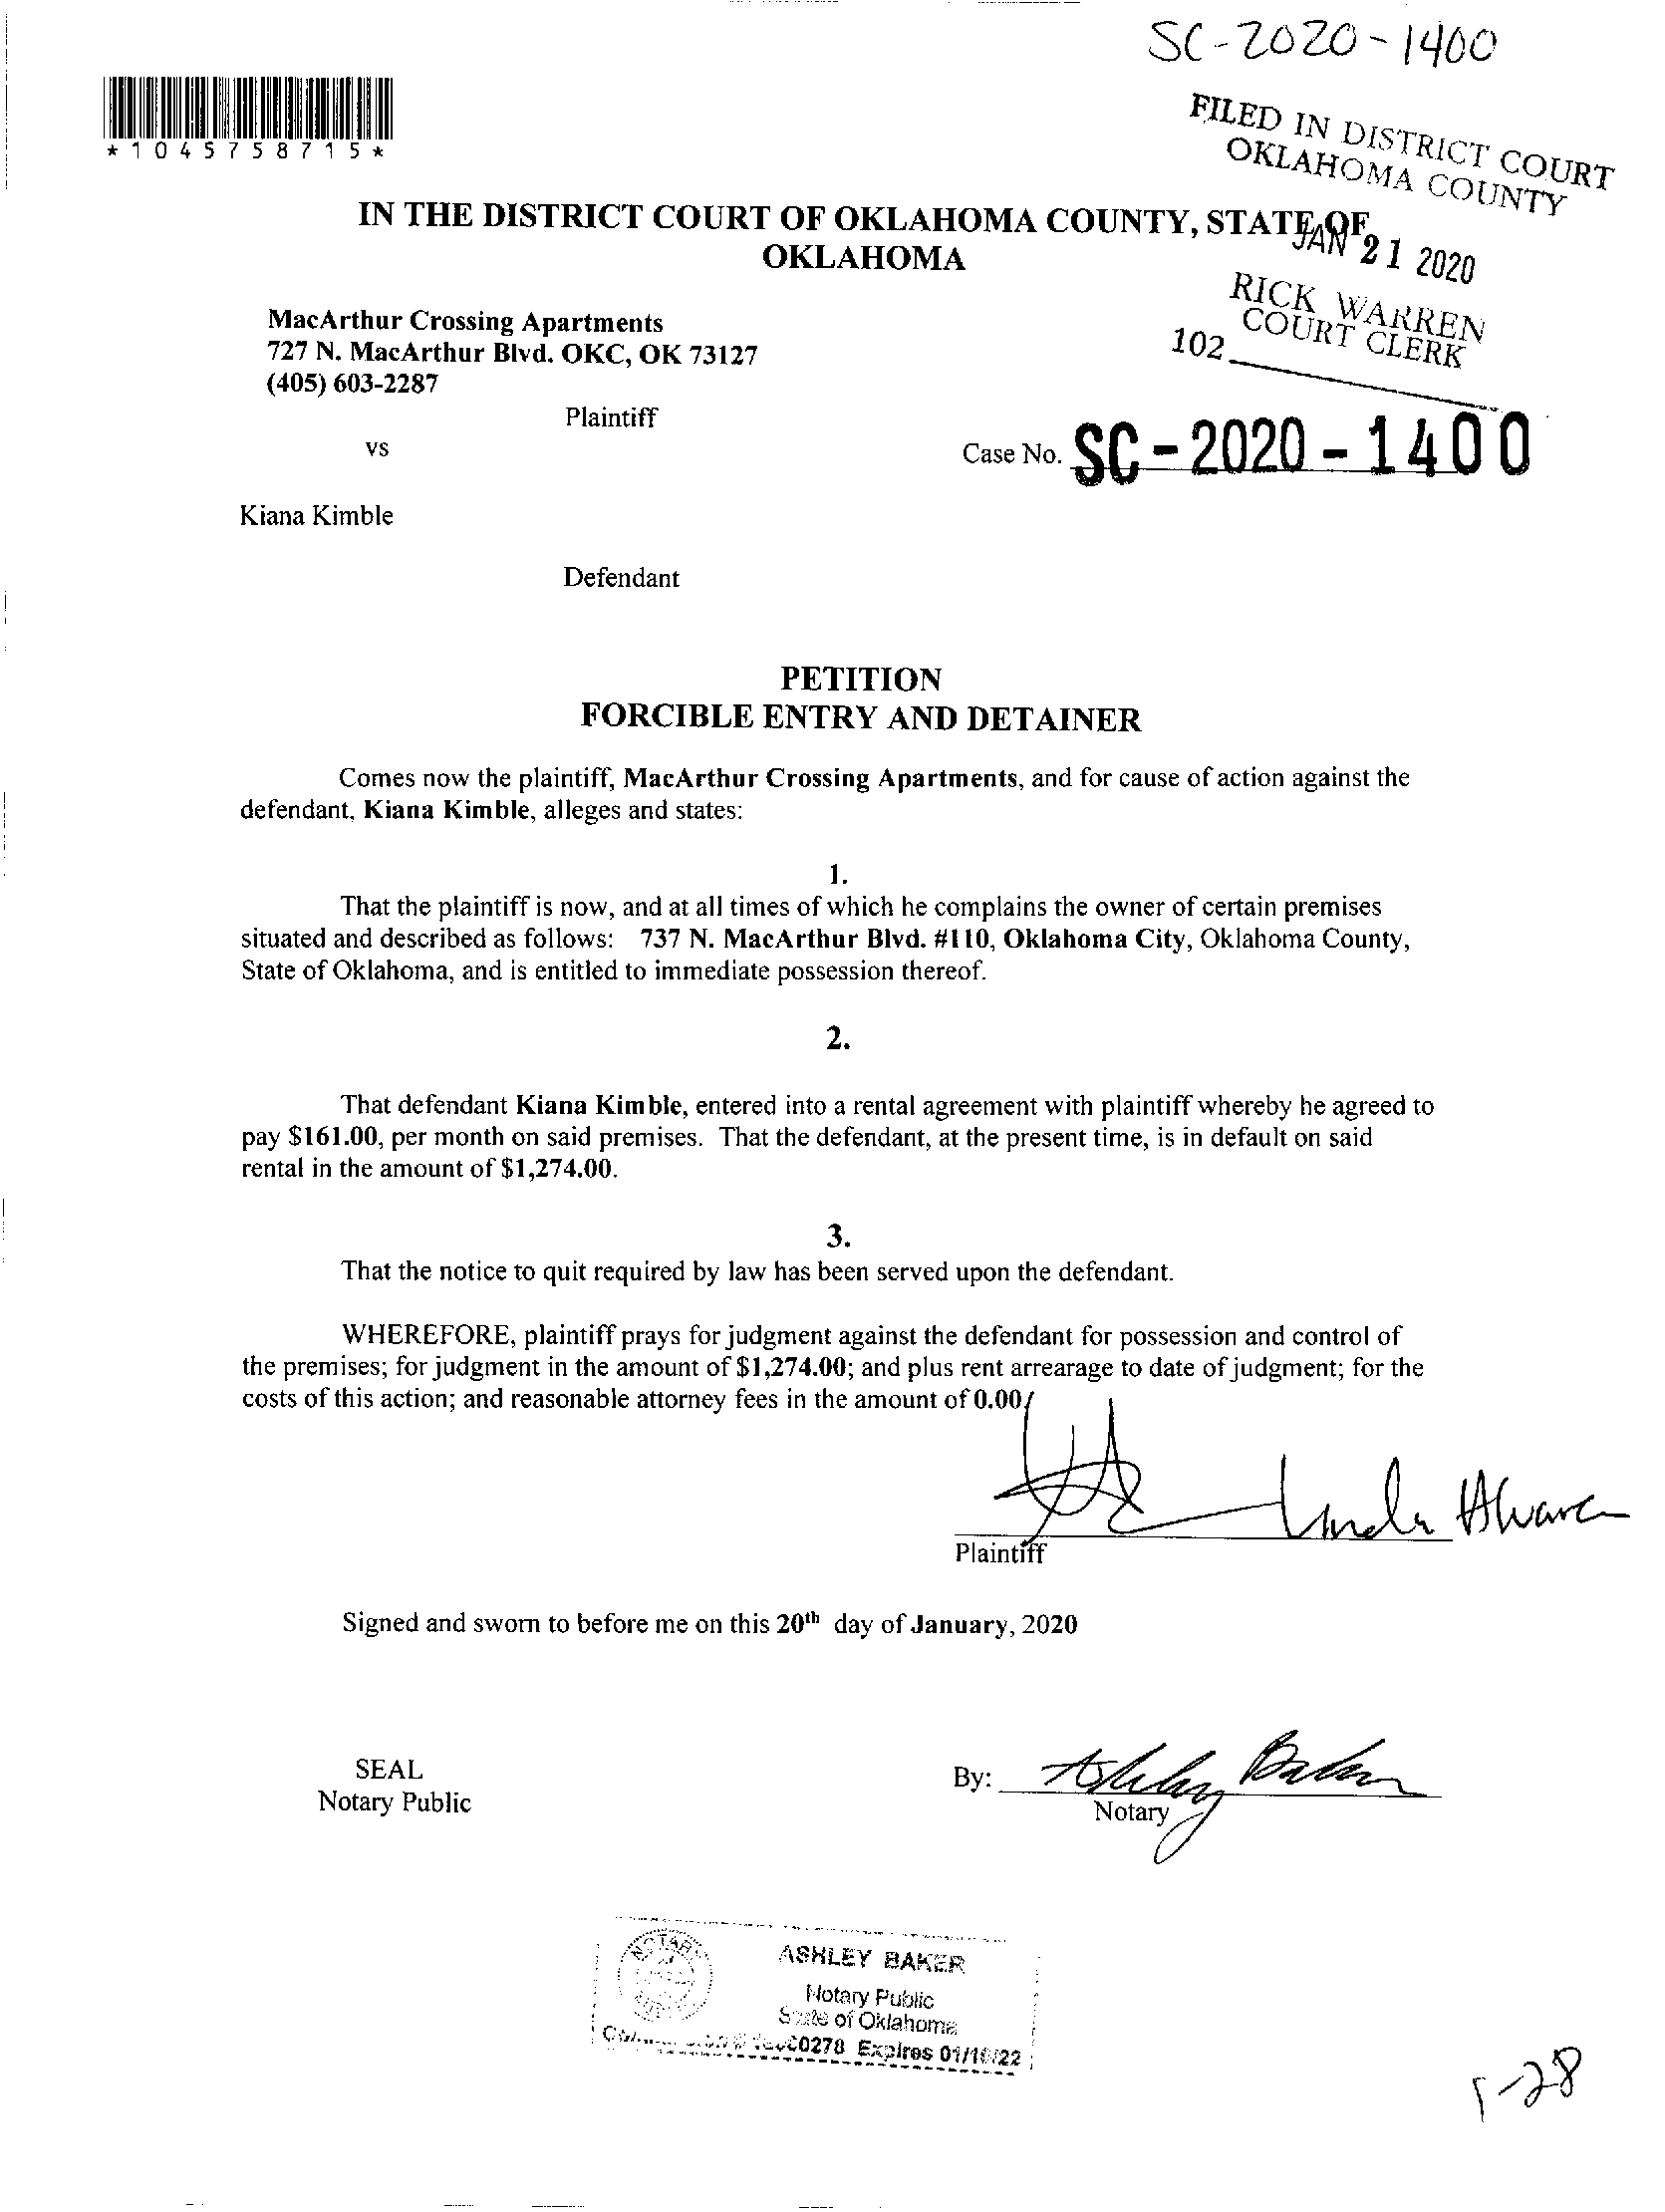 SC-2020-1400
*1045758715*
FILED IN DISTRICT COURT
OKLAHOMA COUNTY
IN THE DISTRICT COURT OF OKLAHOMA COUNTY, STATE OF
OKLAHOMA
JAN 21 2020
RICK WARREN
COURT CLERK
102
MacArthur Crossing Apartments
727 N. MacArthur Blvd. OKC, OK 73127
(405) 603-2287
Plaintiff
vs
Case No. SC-2020-1400
Kiana Kimble
Defendant
PETITION
FORCIBLE ENTRY AND DETAINER
Comes now the plaintiff, MacArthur Crossing Apartments, and for cause of action against the
defendant, Kiana Kimble, alleges and states:
1.
That the plaintiff is now, and at all times of which he complains the owner of certain premises
situated and described as follows: 737 N. MacArthur Blvd. #110, Oklahoma City, Oklahoma County,
State of Oklahoma, and is entitled to immediate possession thereof.
2.
That defendant Kiana Kimble, entered into a rental agreement with plaintiff whereby he agreed to
pay $161.00, per month on said premises. That the defendant, at the present time, is in default on said
rental in the amount of $1,274.00.
3.
That the notice to quit required by law has been served upon the defendant.
WHEREFORE, plaintiff prays for judgment against the defendant for possession and control of
the premises; for judgment in the amount of $1,274.00; and plus rent arrearage to date of judgment; for the
costs of this action; and reasonable attorney fees in the amount of 0.00
Plaintiff
Signed and sworn to before me on this 20th day of January, 2020
SEAL
Notary Public
By: Ashley Baker
Notary
ASHLEY BAKER
Notary Public
State of Oklahoma
Expires 01/16/22
1-28